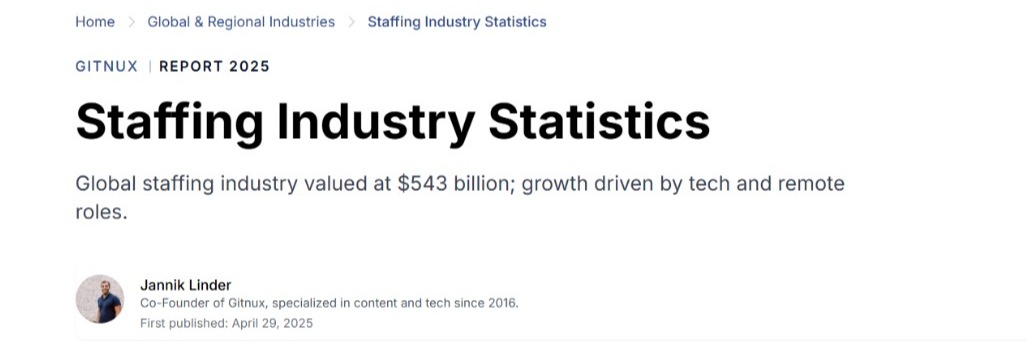 Home > Global & Regional Industries > Staffing Industry Statistics
GITNUX | REPORT 2025
Staffing Industry Statistics
Global staffing industry valued at $543 billion; growth driven by tech and remote
roles.
Jannik Linder
Co-Founder of Gitnux, specialized in content and tech since 2016.
First published: April 29, 2025